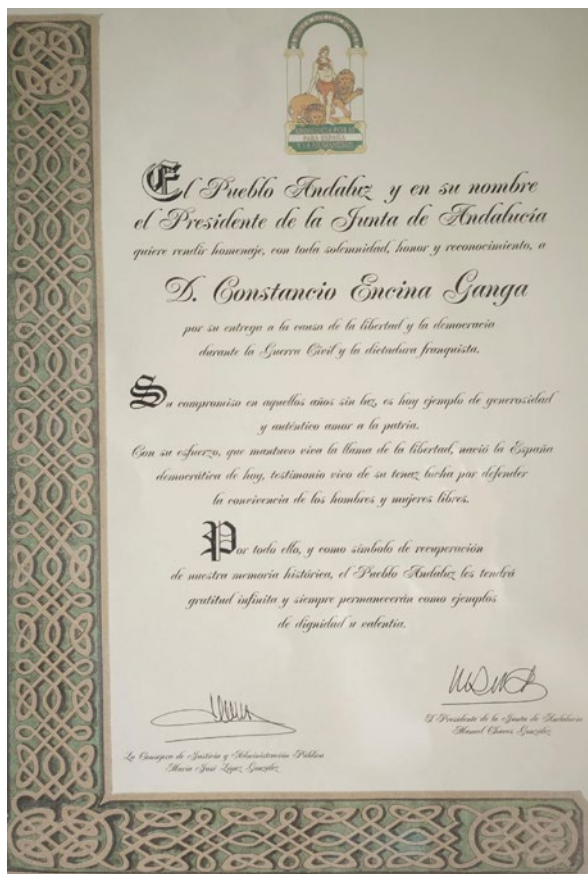 ANDALUCIA POR SI
PARA ESPAÑA
Y LA HUMANIDAD
El Pueblo Andaluz y en su nombre
el Presidente de la Junta de Andalucía
quiere rendir homenaje, con toda solemnidad, honor y reconocimiento, a
D. Constancio Encina Ganga
por su entrega a la causa de la libertad y la democracia
durante la Guerra Civil y la dictadura franquista.
Su compromiso en aquellos años sin luz, es hoy ejemplo de generosidad
y auténtico amor a la patria.
Con su esfuerzo, que mantuvo viva la llama de la libertad, nació la España
democrática de hoy, testimonio vivo de su tenaz lucha por defender
la convivencia de los hombres y mujeres libres.
Por todo ello, y como símbolo de recuperación
de nuestra memoria histórica, el Pueblo Andaluz les tendrá
gratitud infinita y siempre permanecerán como ejemplos
de dignidad y valentía.
El Presidente de la Junta de Andalucía
Manuel Chaves González
La Consejera de Justicia y Administración Pública
María José López González